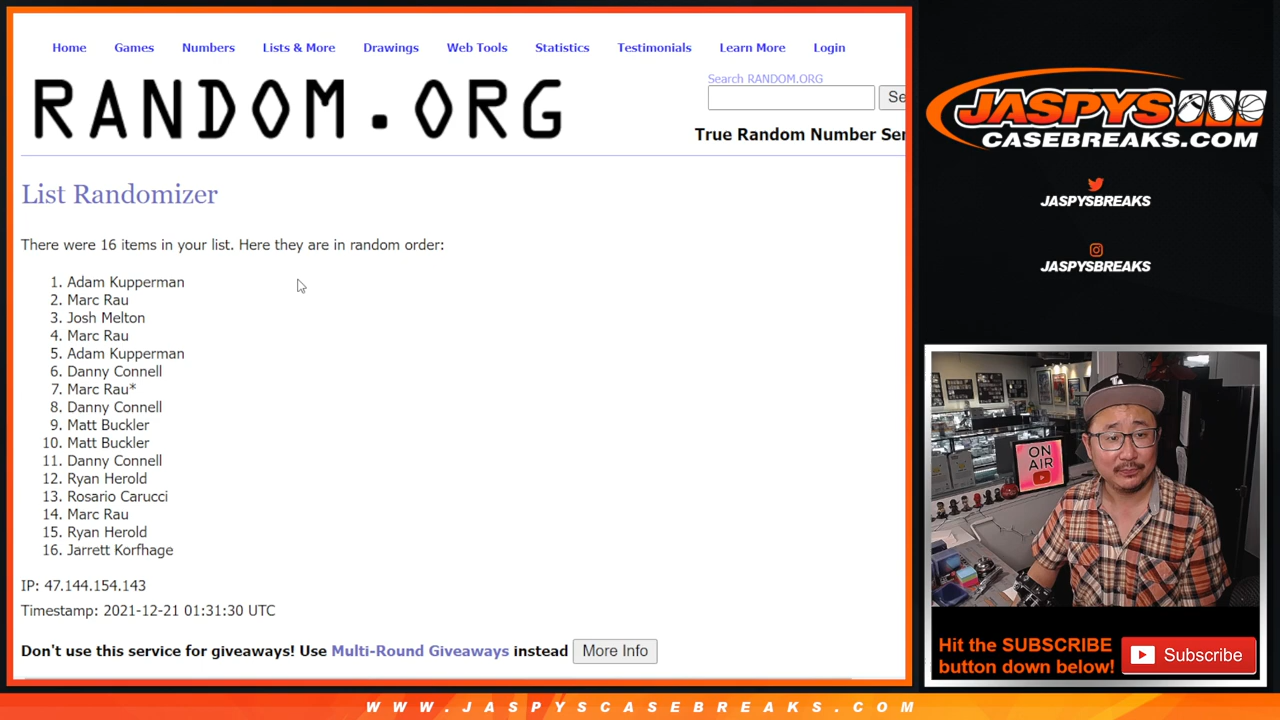 Home Games Numbers Lists & More Drawings Web Tools Statistics Testimonials Learn More Login
RANDOM.ORG
Search RANDOM.ORG
Se
True Random Number Ser
List Randomizer
There were 16 items in your list. Here they are in random order:
1. Adam Kupperman
2. Marc Rau
3. Josh Melton
4. Marc Rau
5. Adam Kupperman
6. Danny Connell
7. Marc Rau*
8. Danny Connell
9. Matt Buckler
10. Matt Buckler
11. Danny Connell
12. Ryan Herold
13. Rosario Carucci
14. Marc Rau
15. Ryan Herold
16. Jarrett Korfhage
IP: 47.144.154.143
Timestamp: 2021-12-21 01:31:30 UTC
Don't use this service for giveaways! Use Multi-Round Giveaways instead More Info
JASPYS
CASEBREAKS.COM
JASPYSBREAKS
JASPYSBREAKS
ON
AIR
Hit the SUBSCRIBE
button down below!
Subscribe
WWW.JASPYSCASEBREAKS.COM